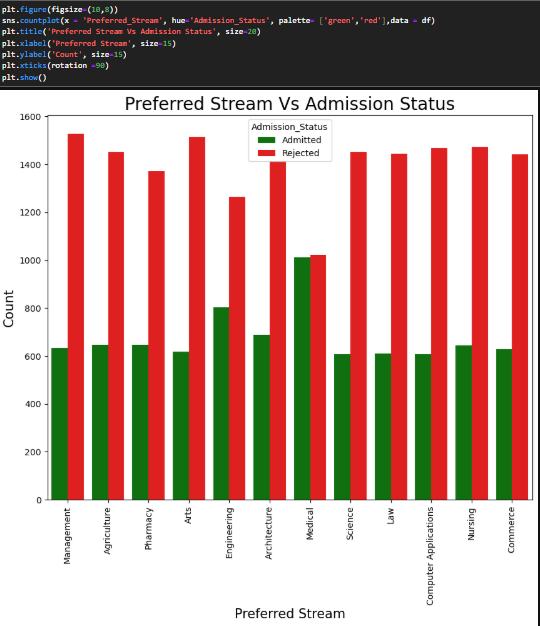 plt.figure(figsize=(10,8))
sns.countplot(x = 'Preferred_Stream', hue='Admission_Status', palette= ['green','red'],data = df)
plt.title('Preferred Stream Vs Admission Status', size=20)
plt.xlabel('Preferred Stream', size=15)
plt.ylabel('Count', size=15)
plt.xticks(rotation =90)
plt.show()
Preferred Stream Vs Admission Status
Admission_Status
Admitted
Rejected
1600
1400
1200
1000
800
600
400
200
0
Count
Management
Agriculture
Pharmacy
Arts
Engineering
Architecture
Medical
Science
Law
Computer Applications
Nursing
Commerce
Preferred Stream